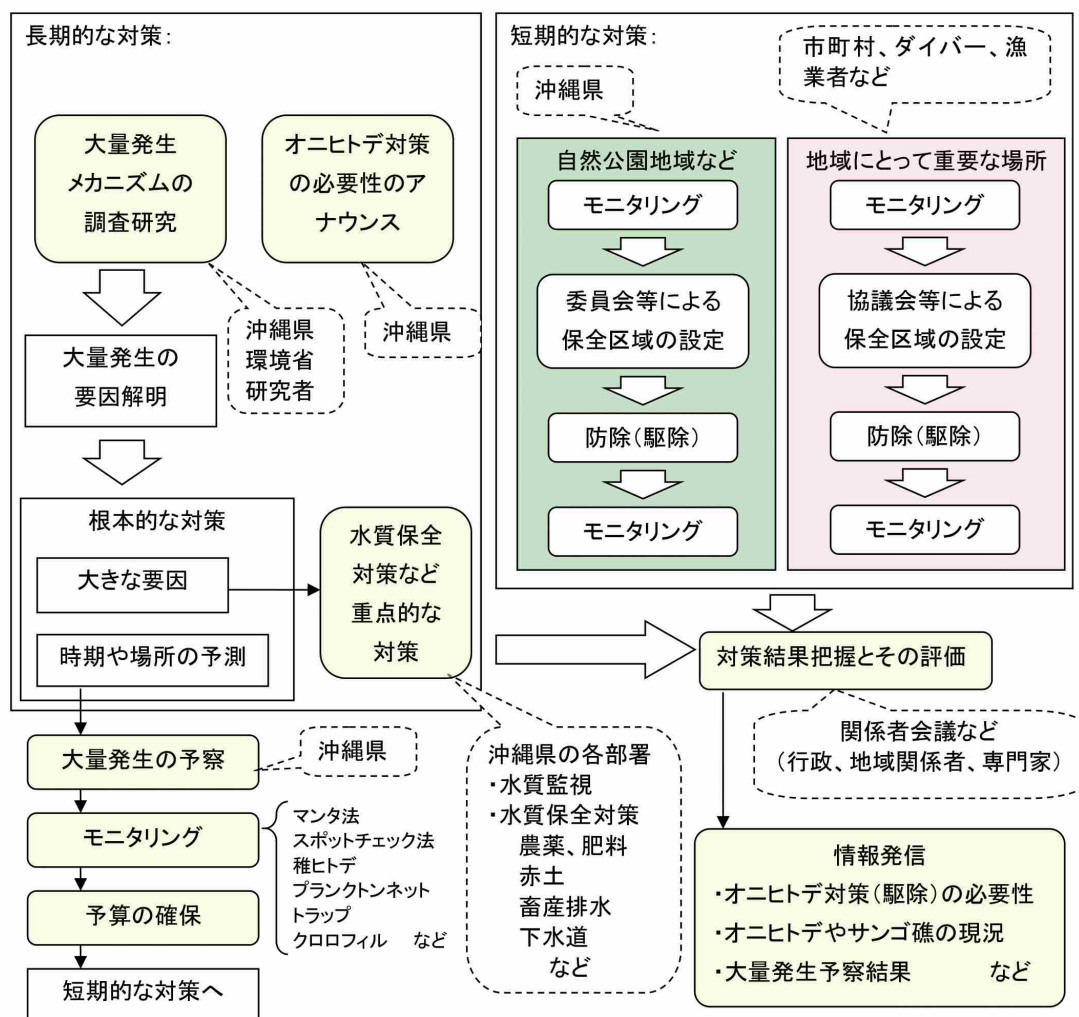 長期的な対策：
大量発生
メカニズムの
調査研究
オニヒトデ対策
の必要性のア
ナウンス
沖縄県
環境省
研究者
沖縄県
大量発生の
要因解明
根本的な対策
大きな要因
時期や場所の予測
水質保全
対策など
重点的な
対策
大量発生の予察
沖縄県
モニタリング
マンタ法
スポットチェック法
稚ヒトデ
プランクトンネット
トラップ
クロロフィル　など
予算の確保
短期的な対策へ
沖縄県の各部署
・水質監視
・水質保全対策
農薬、肥料
赤土
畜産排水
下水道
など
短期的な対策：
沖縄県
市町村、ダイバー、漁
業者など
自然公園地域など
モニタリング
委員会等による
保全区域の設定
防除（駆除）
モニタリング
地域にとって重要な場所
モニタリング
協議会等による
保全区域の設定
防除（駆除）
モニタリング
対策結果把握とその評価
関係者会議など
（行政、地域関係者、専門家）
情報発信
・オニヒトデ対策（駆除）の必要性
・オニヒトデやサンゴ礁の現況
・大量発生予察結果　など